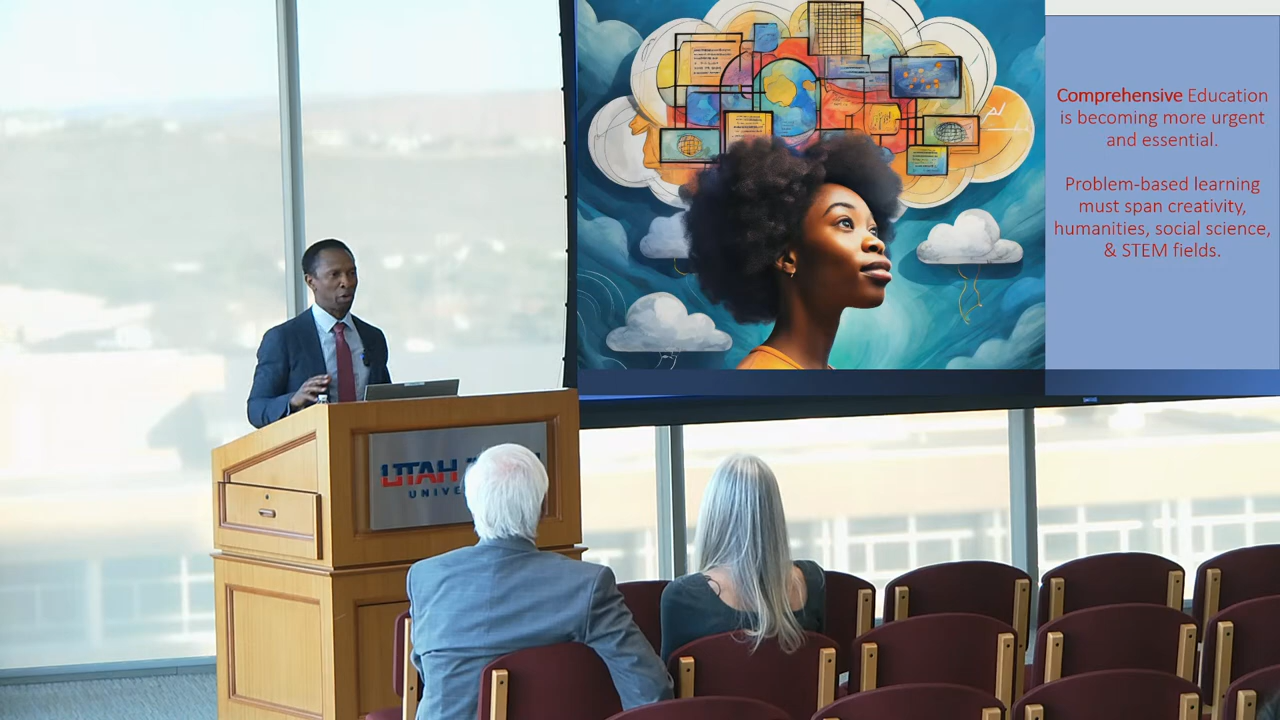 Comprehensive Education
is becoming more urgent
and essential.
Problem-based learning
must span creativity,
humanities, social science,
& STEM fields.
UTAH